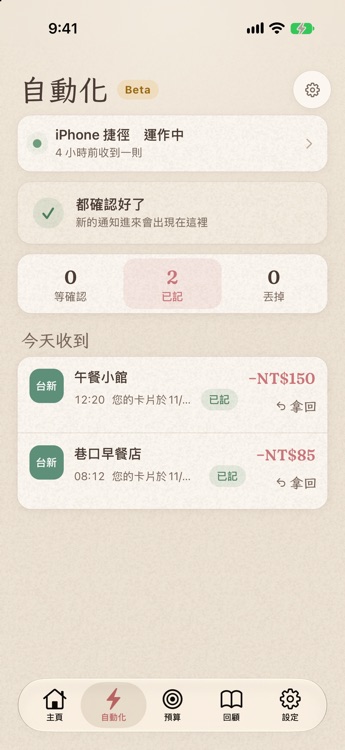 9:41
自動化 Beta
iPhone 捷徑　運作中
4 小時前收到一則
都確認好了
新的通知進來會出現在這裡
0 2 0
等確認 已記 丟掉
今天收到
台新 午餐小館 −NT$150
12:20 您的卡片於 11/... 已記 拿回
台新 巷口早餐店 −NT$85
08:12 您的卡片於 11/... 已記 拿回
主頁 自動化 預算 回顧 設定